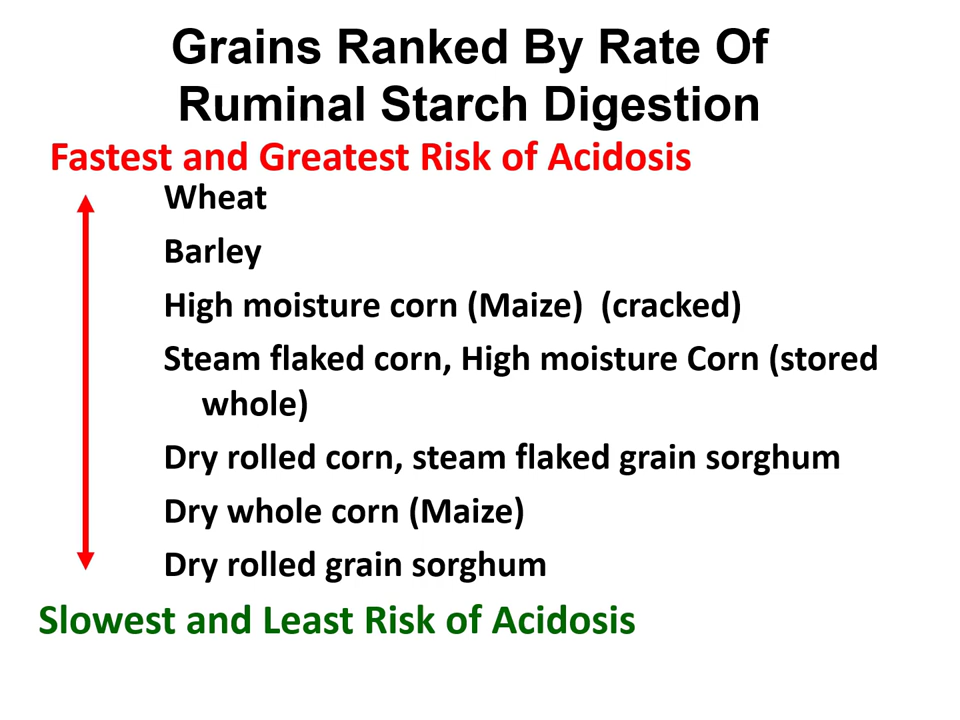 Grains Ranked By Rate Of
Ruminal Starch Digestion
Fastest and Greatest Risk of Acidosis
Wheat
Barley
High moisture corn (Maize)  (cracked)
Steam flaked corn, High moisture Corn (stored
whole)
Dry rolled corn, steam flaked grain sorghum
Dry whole corn (Maize)
Dry rolled grain sorghum
Slowest and Least Risk of Acidosis